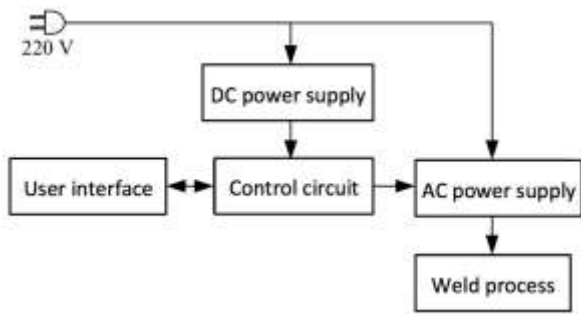 220 V
DC power supply
User interface
Control circuit
AC power supply
Weld process